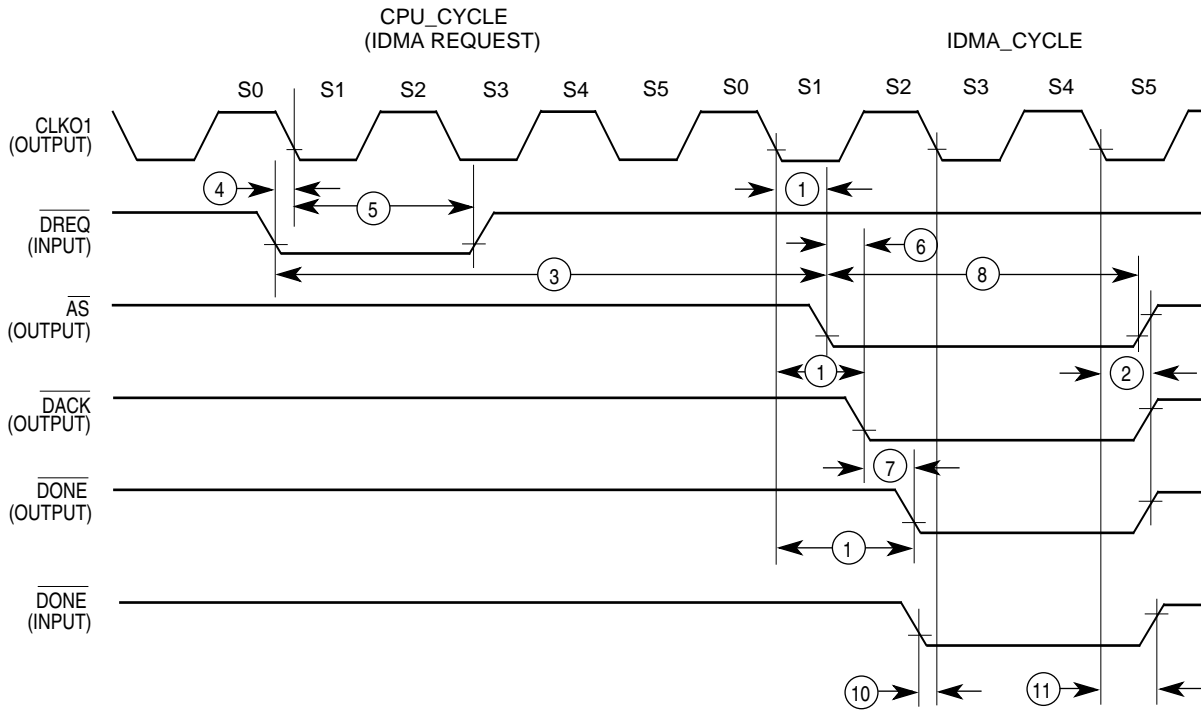 CPU_CYCLE
(IDMA REQUEST)
IDMA_CYCLE
S0 S1 S2 S3 S4 S5 S0 S1 S2 S3 S4 S5
CLKO1
(OUTPUT)
4
5
1
DREQ
(INPUT)
6
3
8
AS
(OUTPUT)
1
2
DACK
(OUTPUT)
7
DONE
(OUTPUT)
1
DONE
(INPUT)
10
11